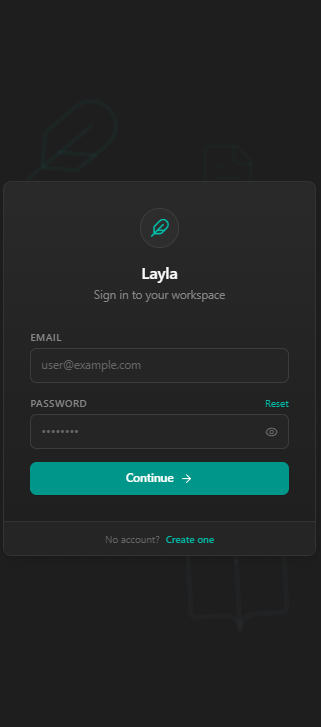 Layla
Sign in to your workspace
EMAIL
user@example.com
PASSWORD Reset
••••••••
Continue →
No account? Create one